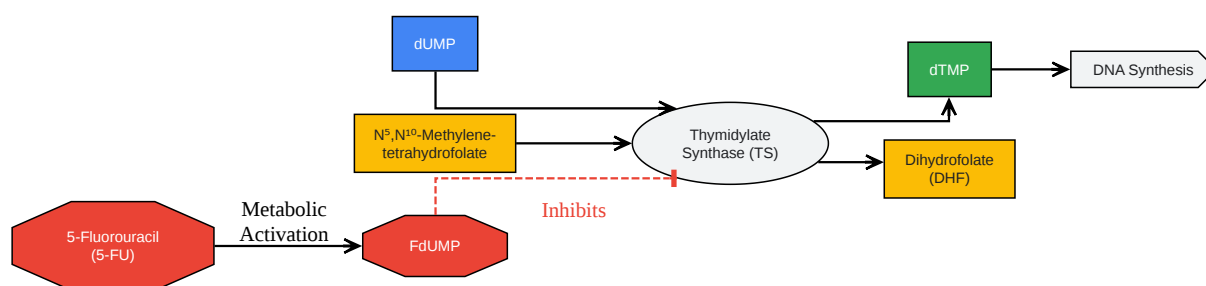 dUMP
dTMP
DNA Synthesis
N⁵,N¹⁰-Methylene-
tetrahydrofolate
Thymidylate
Synthase (TS)
Dihydrofolate
(DHF)
Metabolic
Activation
Inhibits
5-Fluorouracil
(5-FU)
FdUMP